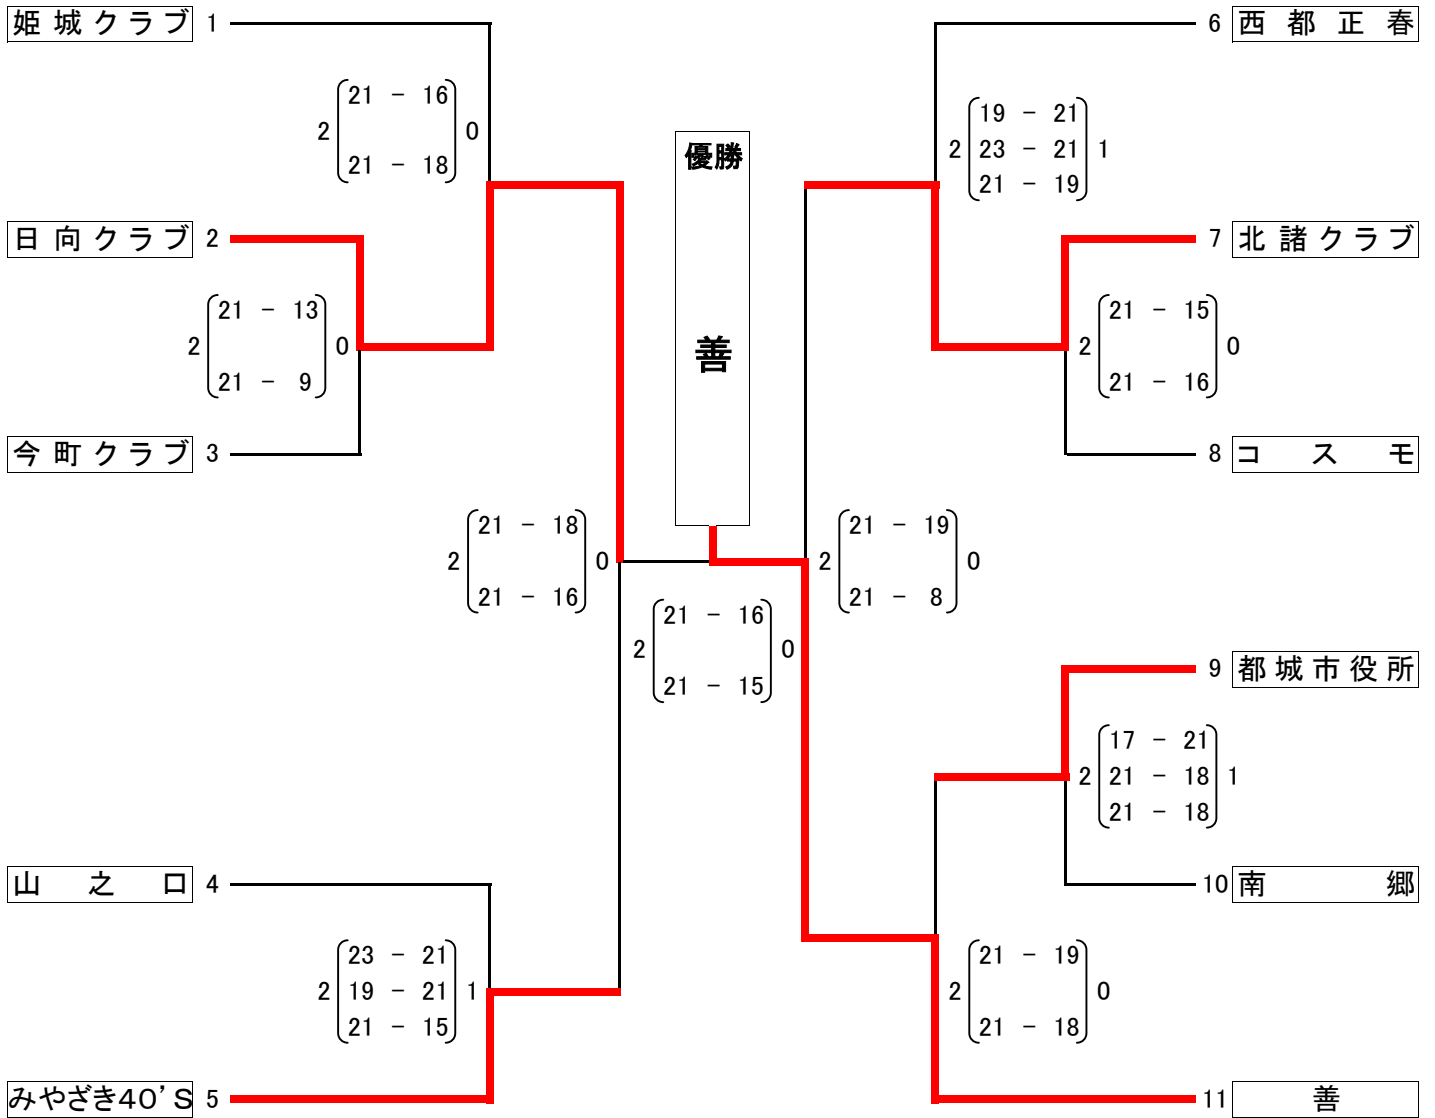 姫城クラブ 1
2 21 - 16 0
21 - 18
日向クラブ 2
2 21 - 13 0
21 - 9
今町クラブ 3
2 21 - 18 0
21 - 16
山之口 4
2 23 - 21 1
19 - 21
21 - 15
みやざき40'S 5
優勝
善
2 21 - 16 0
21 - 15
6 西都正春
2 19 - 21 1
23 - 21
21 - 19
7 北諸クラブ
2 21 - 15 0
21 - 16
8 コスモ
2 21 - 19 0
21 - 8
9 都城市役所
2 17 - 21 1
21 - 18
21 - 18
10 南郷
2 21 - 19 0
21 - 18
11 善